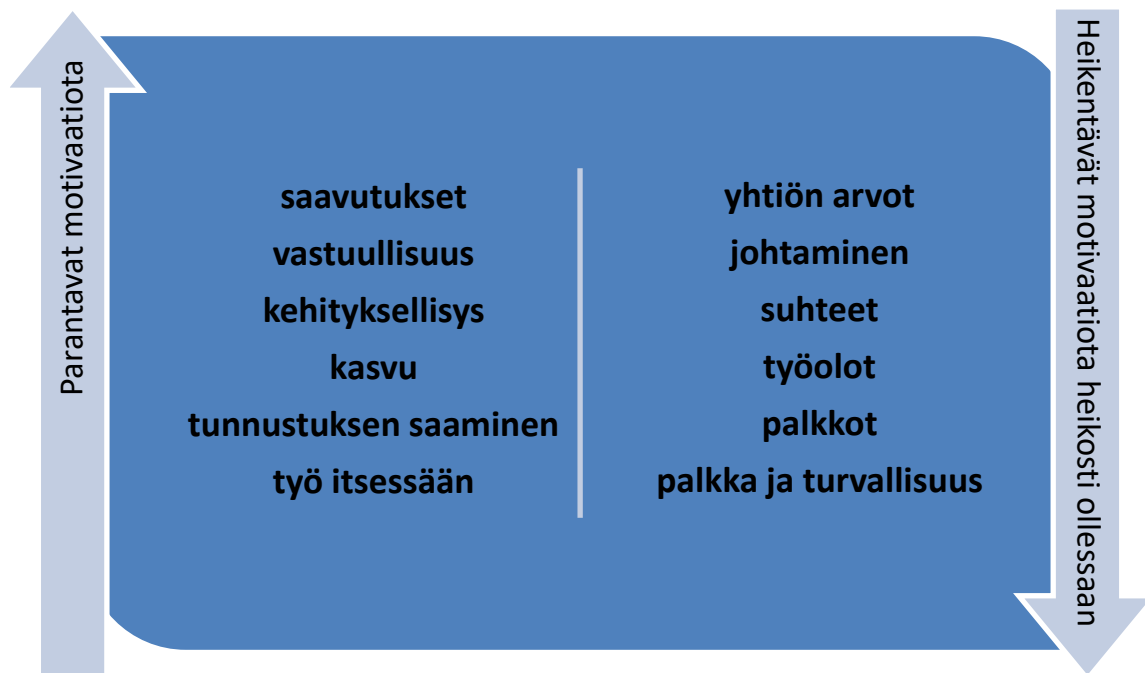 Parantavat motivaatiota
saavutukset
vastuullisuus
kehityksellisys
kasvu
tunnustuksen saaminen
työ itsessään
yhtiön arvot
johtaminen
suhteet
työolot
palkkot
palkka ja turvallisuus
Heikentävät motivaatiota heikosti ollessaan